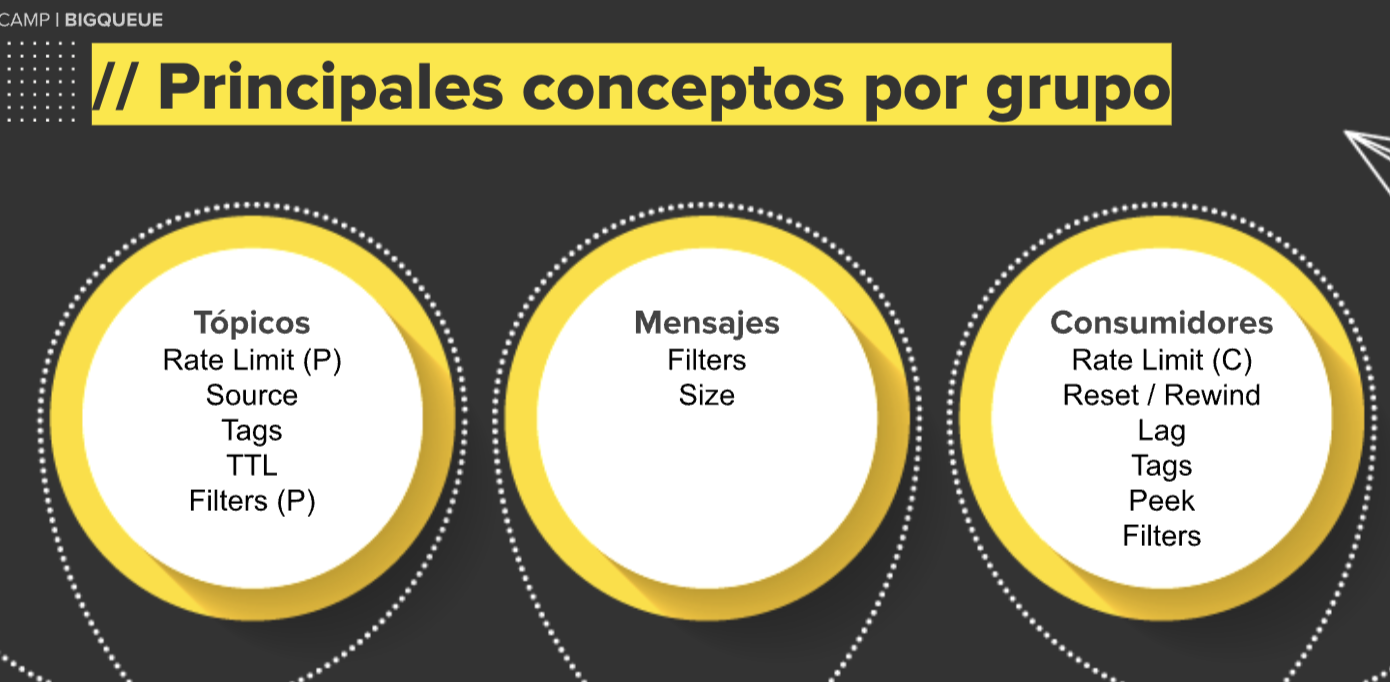 CAMP | BIGQUEUE
// Principales conceptos por grupo
Tópicos
Rate Limit (P)
Source
Tags
TTL
Filters (P)
Mensajes
Filters
Size
Consumidores
Rate Limit (C)
Reset / Rewind
Lag
Tags
Peek
Filters